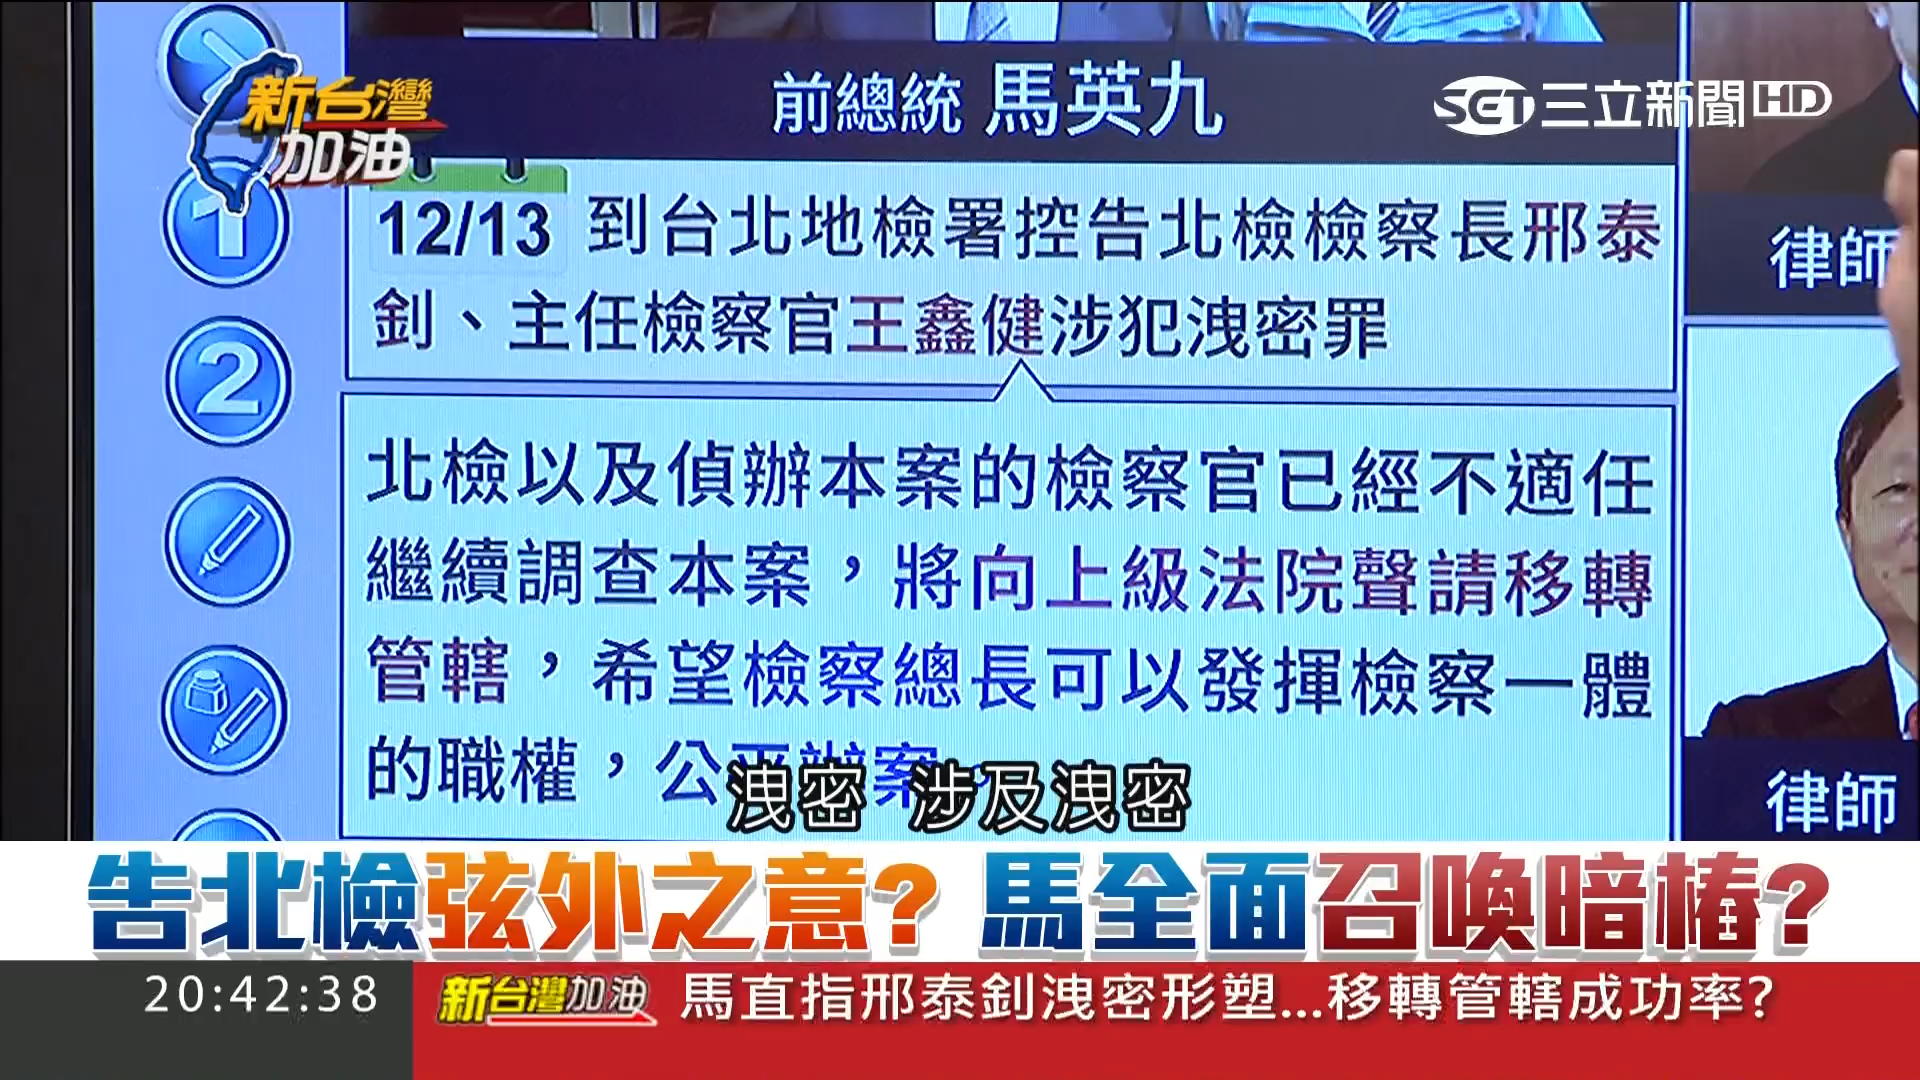 新台灣
加油
前總統 馬英九
SET三立新聞HD
1
12/13 到台北地檢署控告北檢檢察長邢泰
釗、主任檢察官王鑫健涉犯洩密罪
律師
2
北檢以及偵辦本案的檢察官已經不適任
繼續調查本案，將向上級法院聲請移轉
管轄，希望檢察總長可以發揮檢察一體
的職權，公平辦案。
律師
洩密 涉及洩密
告北檢弦外之意? 馬全面召喚暗樁?
20:42:38
新台灣加油
馬直指邢泰釗洩密形塑...移轉管轄成功率?